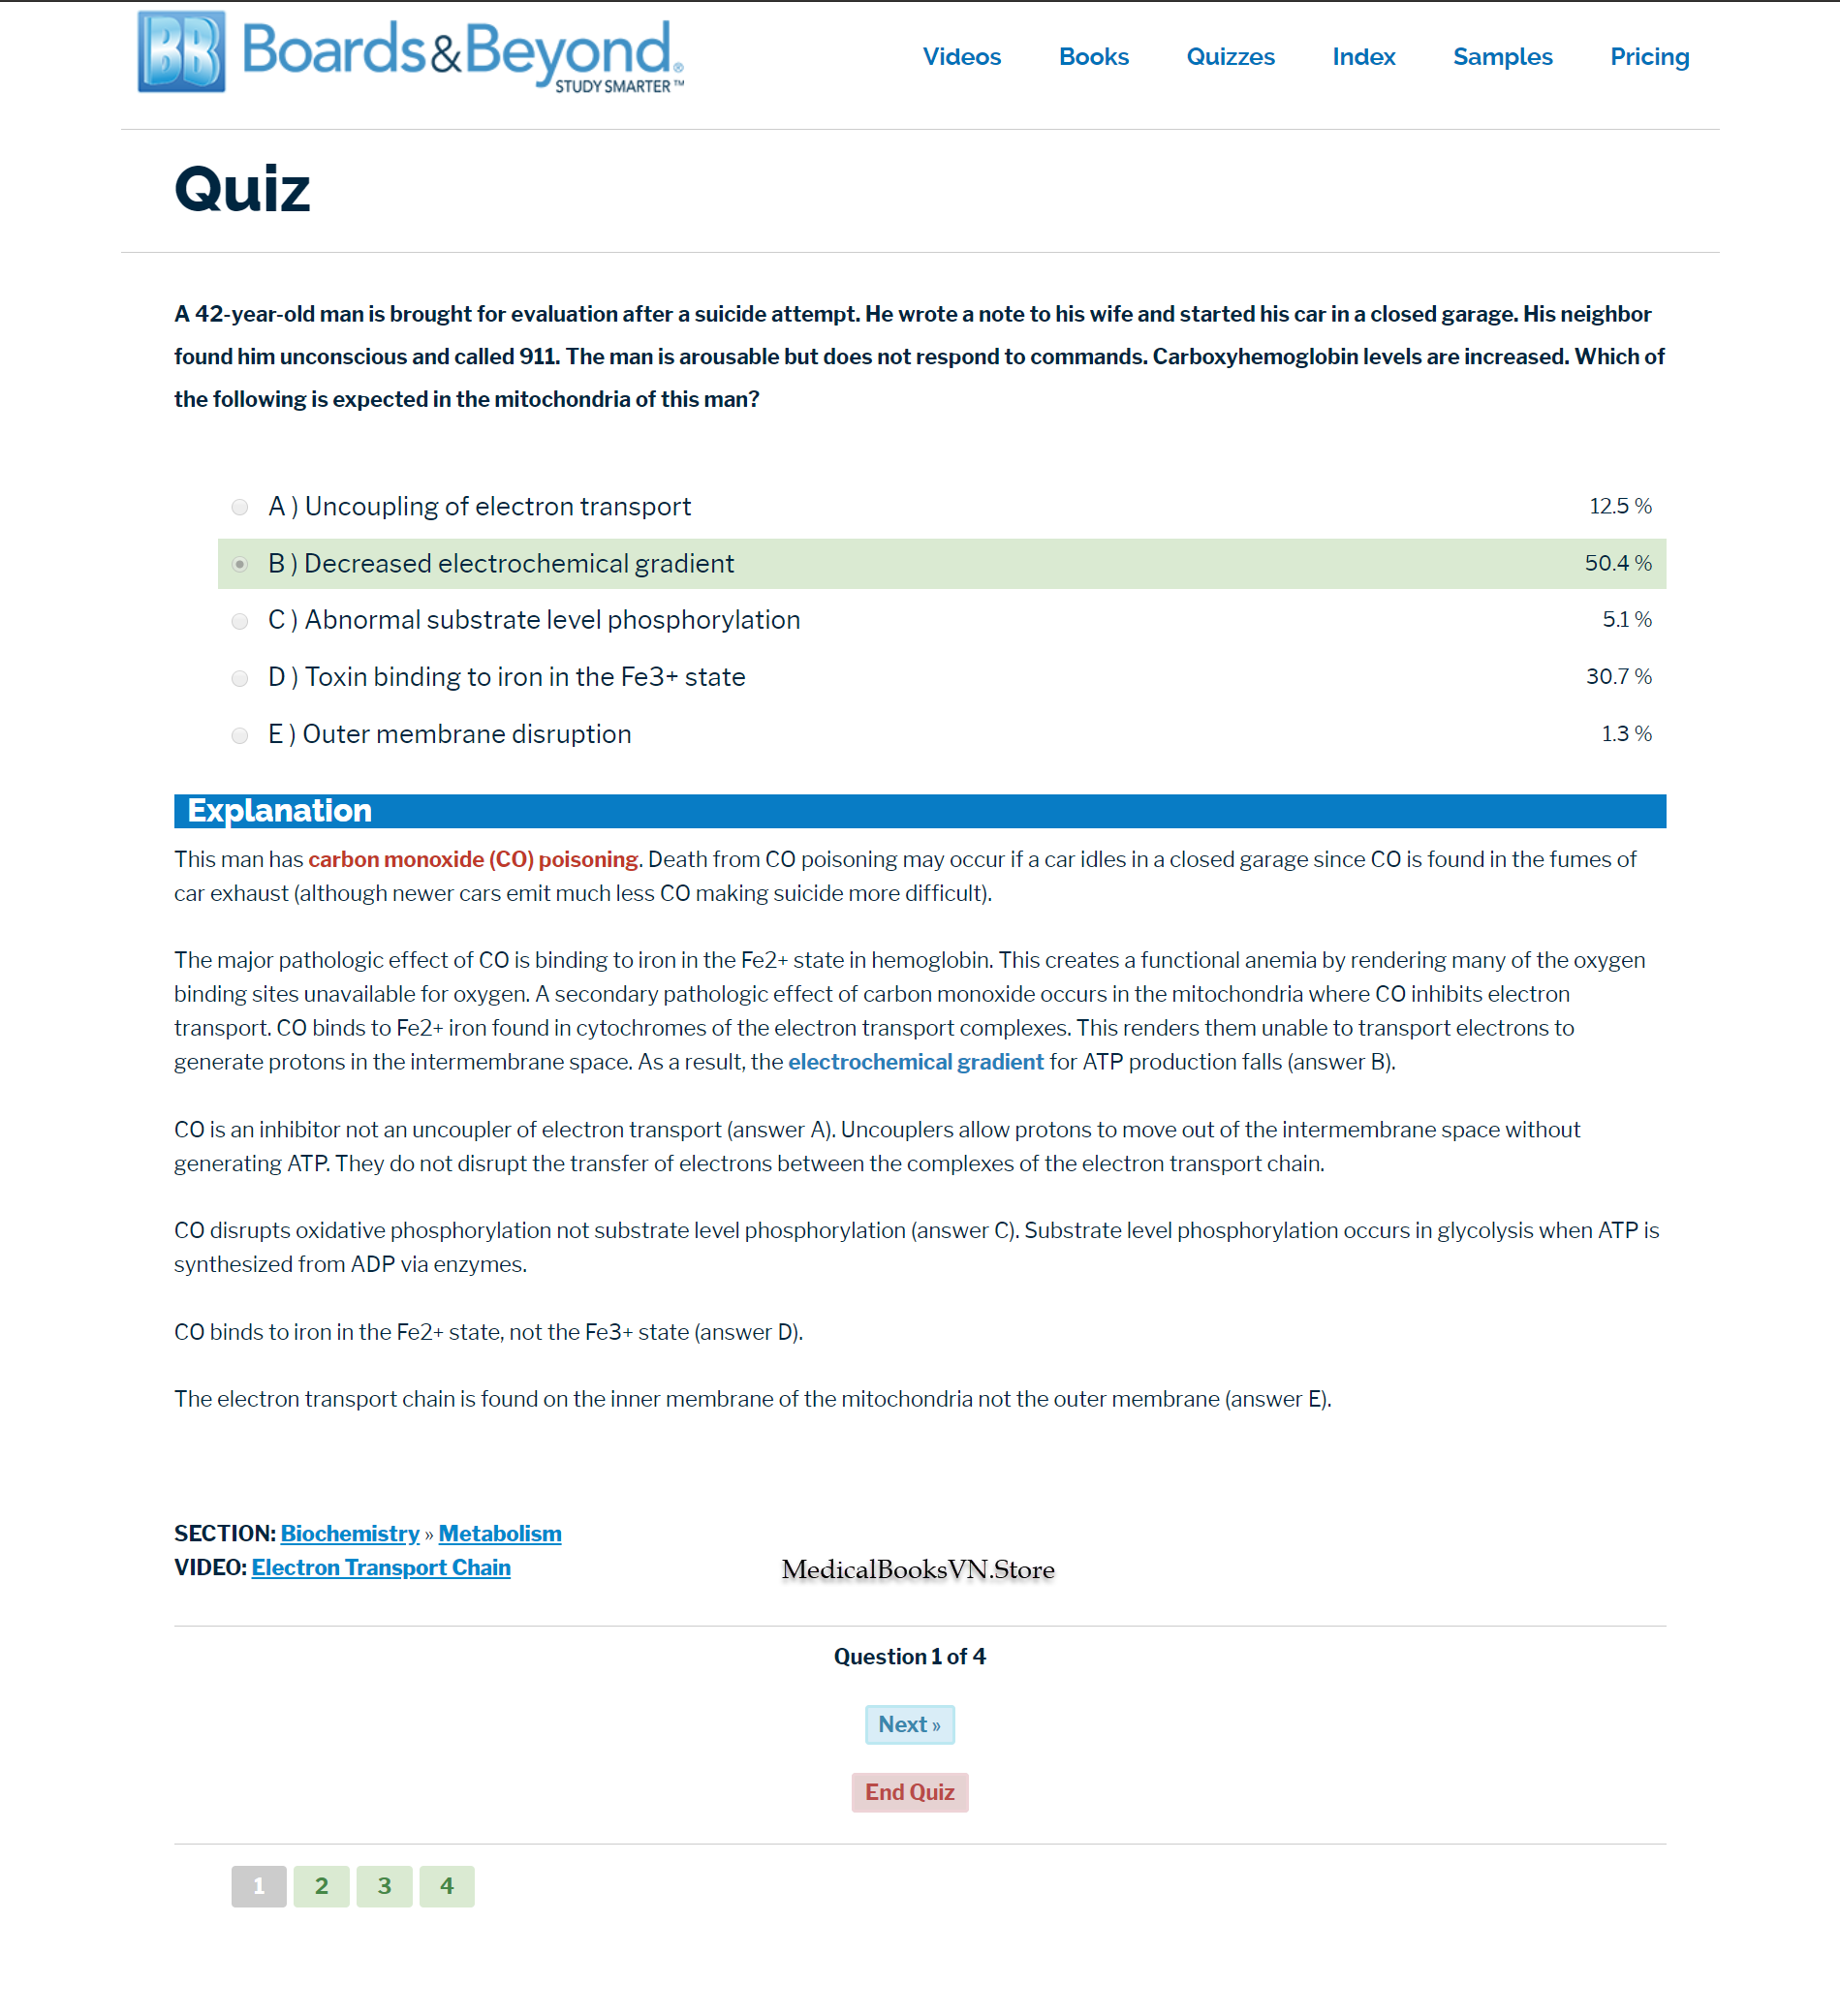 BB Boards&Beyond®
STUDY SMARTER™
Videos Books Quizzes Index Samples Pricing
Quiz
A 42-year-old man is brought for evaluation after a suicide attempt. He wrote a note to his wife and started his car in a closed garage. His neighbor
found him unconscious and called 911. The man is arousable but does not respond to commands. Carboxyhemoglobin levels are increased. Which of
the following is expected in the mitochondria of this man?
A ) Uncoupling of electron transport 12.5 %
B ) Decreased electrochemical gradient 50.4 %
C ) Abnormal substrate level phosphorylation 5.1 %
D ) Toxin binding to iron in the Fe3+ state 30.7 %
E ) Outer membrane disruption 1.3 %
Explanation
This man has carbon monoxide (CO) poisoning. Death from CO poisoning may occur if a car idles in a closed garage since CO is found in the fumes of
car exhaust (although newer cars emit much less CO making suicide more difficult).
The major pathologic effect of CO is binding to iron in the Fe2+ state in hemoglobin. This creates a functional anemia by rendering many of the oxygen
binding sites unavailable for oxygen. A secondary pathologic effect of carbon monoxide occurs in the mitochondria where CO inhibits electron
transport. CO binds to Fe2+ iron found in cytochromes of the electron transport complexes. This renders them unable to transport electrons to
generate protons in the intermembrane space. As a result, the electrochemical gradient for ATP production falls (answer B).
CO is an inhibitor not an uncoupler of electron transport (answer A). Uncouplers allow protons to move out of the intermembrane space without
generating ATP. They do not disrupt the transfer of electrons between the complexes of the electron transport chain.
CO disrupts oxidative phosphorylation not substrate level phosphorylation (answer C). Substrate level phosphorylation occurs in glycolysis when ATP is
synthesized from ADP via enzymes.
CO binds to iron in the Fe2+ state, not the Fe3+ state (answer D).
The electron transport chain is found on the inner membrane of the mitochondria not the outer membrane (answer E).
SECTION: Biochemistry » Metabolism
VIDEO: Electron Transport Chain
MedicalBooksVN.Store
Question 1 of 4
Next »
End Quiz
1 2 3 4